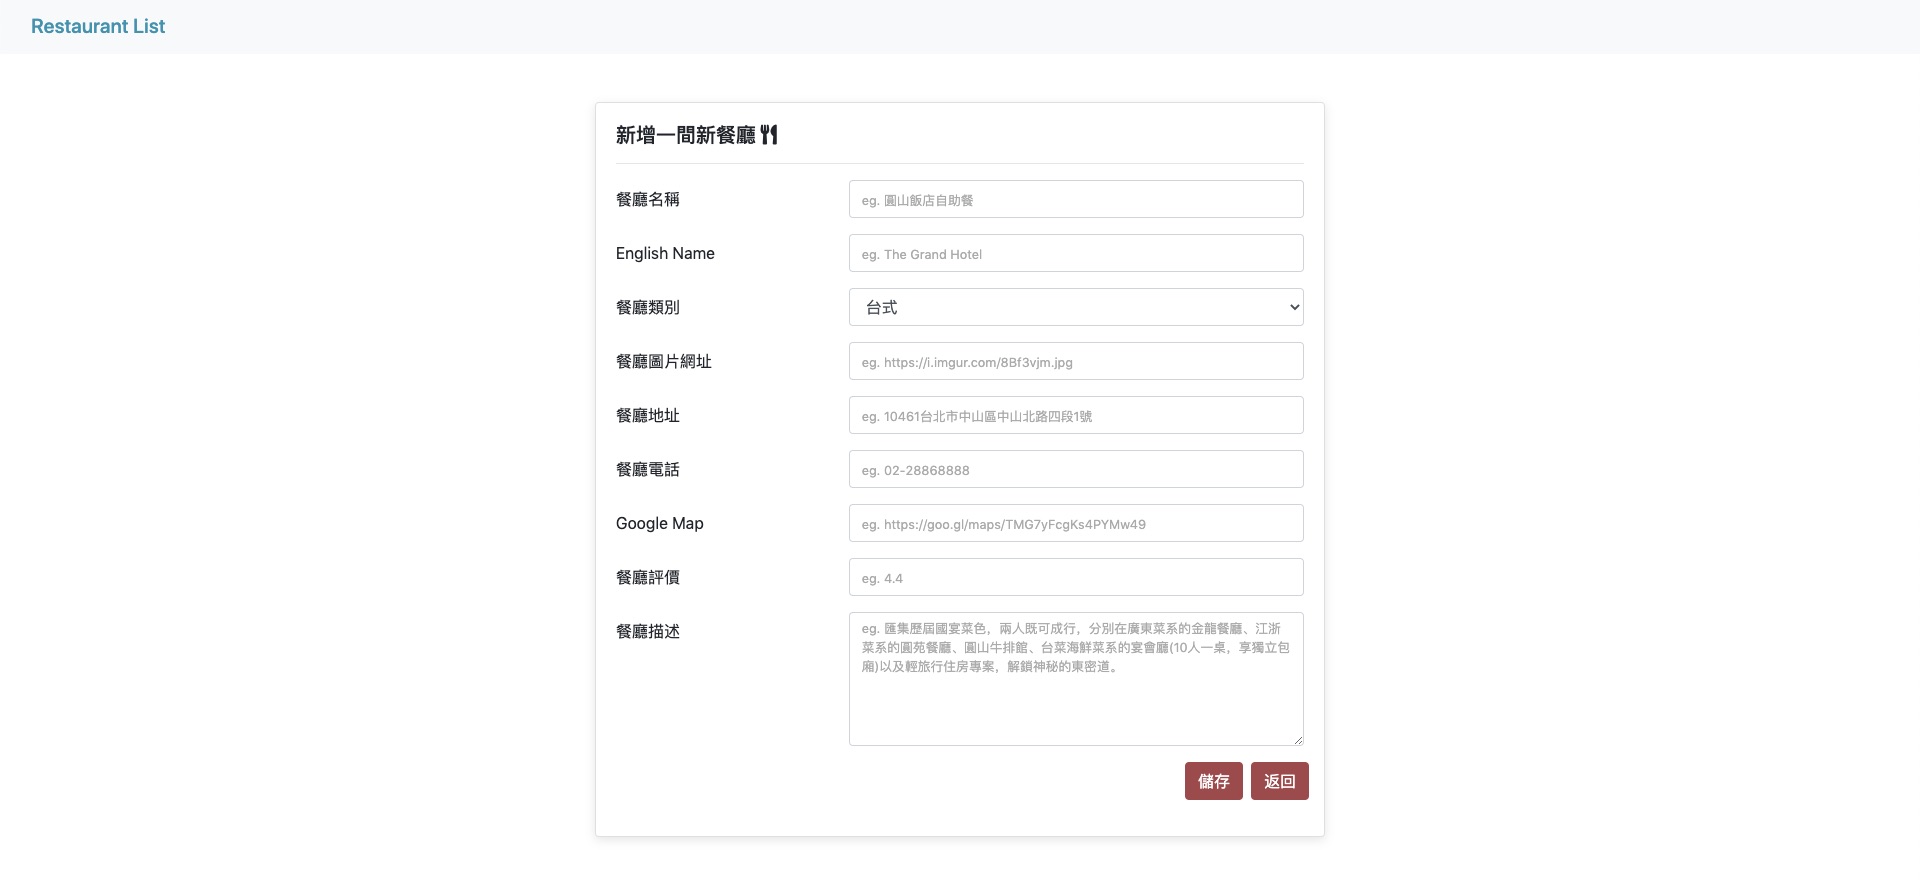 Restaurant List
新增一間新餐廳
餐廳名稱
eg. 圓山飯店自助餐
English Name
eg. The Grand Hotel
餐廳類別
台式
餐廳圖片網址
eg. https://i.imgur.com/8Bf3vjm.jpg
餐廳地址
eg. 10461台北市中山區中山北路四段1號
餐廳電話
eg. 02-28868888
Google Map
eg. https://goo.gl/maps/TMG7yFcgKs4PYMw49
餐廳評價
eg. 4.4
餐廳描述
eg. 匯集歷屆國宴菜色，兩人既可成行，分別在廣東菜系的金龍餐廳、江浙
菜系的圓苑餐廳、圓山牛排館、台菜海鮮菜系的宴會廳(10人一桌，享獨立包
廂)以及輕旅行住房專案，解鎖神秘的東密道。
儲存
返回